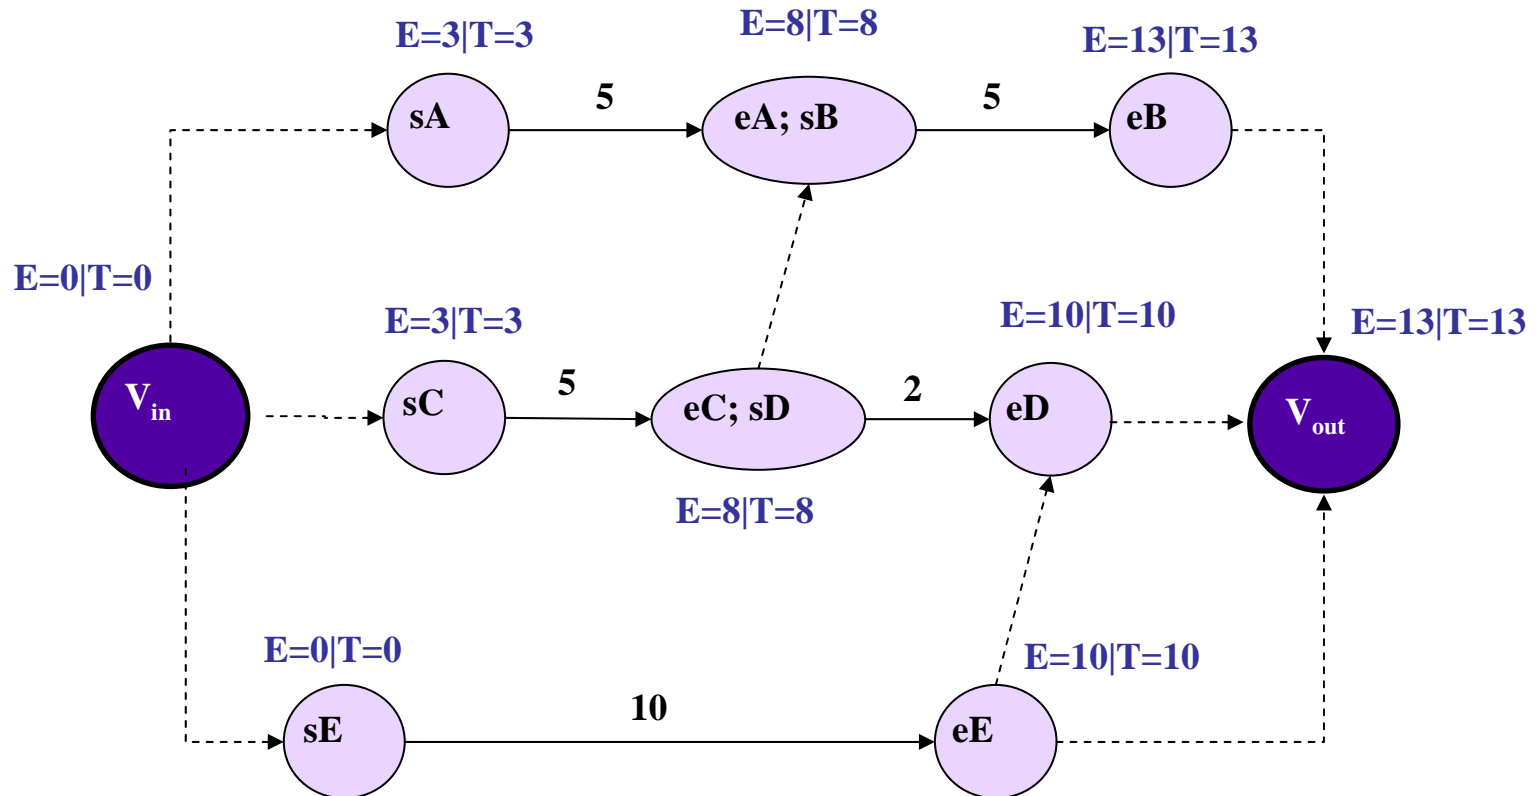 E=3|T=3
E=8|T=8
E=13|T=13
sA
5
eA; sB
5
eB
E=0|T=0
E=3|T=3
E=10|T=10
E=13|T=13
Vin
sC
5
eC; sD
2
eD
Vout
E=8|T=8
E=0|T=0
E=10|T=10
sE
10
eE